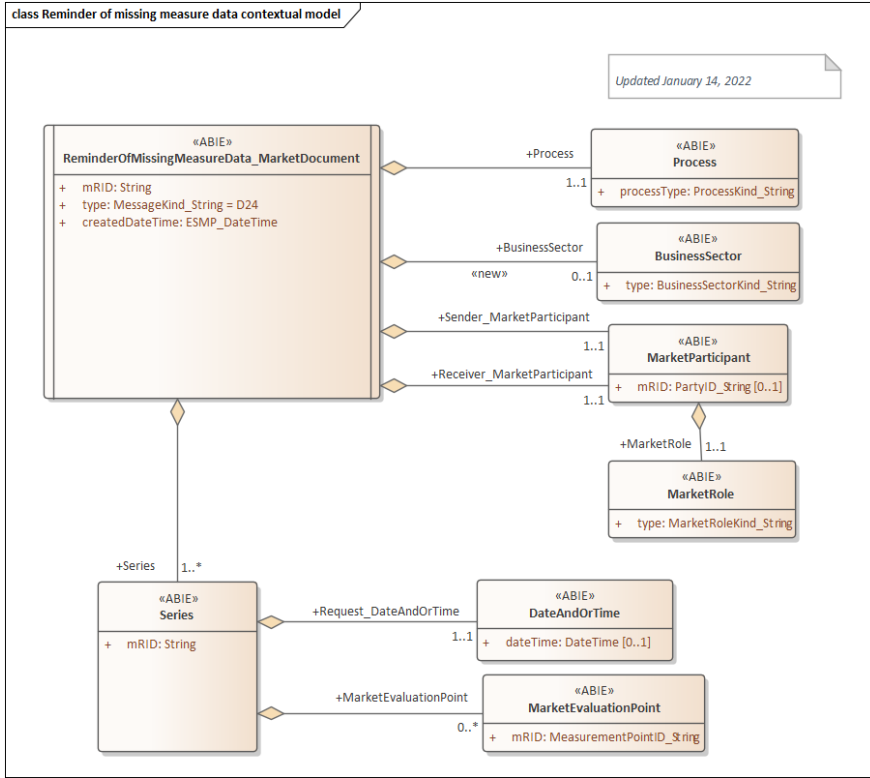 class Reminder of missing measure data contextual model
Updated January 14, 2022
«ABIE»
ReminderOfMissingMeasureData_MarketDocument
+ mRID: String
+ type: MessageKind_String = D24
+ createdDateTime: ESMP_DateTime
+Process
1..1
«ABIE»
Process
+ processType: ProcessKind_String
+BusinessSector
«new»
0..1
«ABIE»
BusinessSector
+ type: BusinessSectorKind_String
+Sender_MarketParticipant
1..1
+Receiver_MarketParticipant
1..1
«ABIE»
MarketParticipant
+ mRID: PartyID_String [0..1]
+MarketRole
1..1
«ABIE»
MarketRole
+ type: MarketRoleKind_String
+Series
1..*
«ABIE»
Series
+ mRID: String
+Request_DateAndOrTime
1..1
«ABIE»
DateAndOrTime
+ dateTime: DateTime [0..1]
+MarketEvaluationPoint
0..*
«ABIE»
MarketEvaluationPoint
+ mRID: MeasurementPointID_String